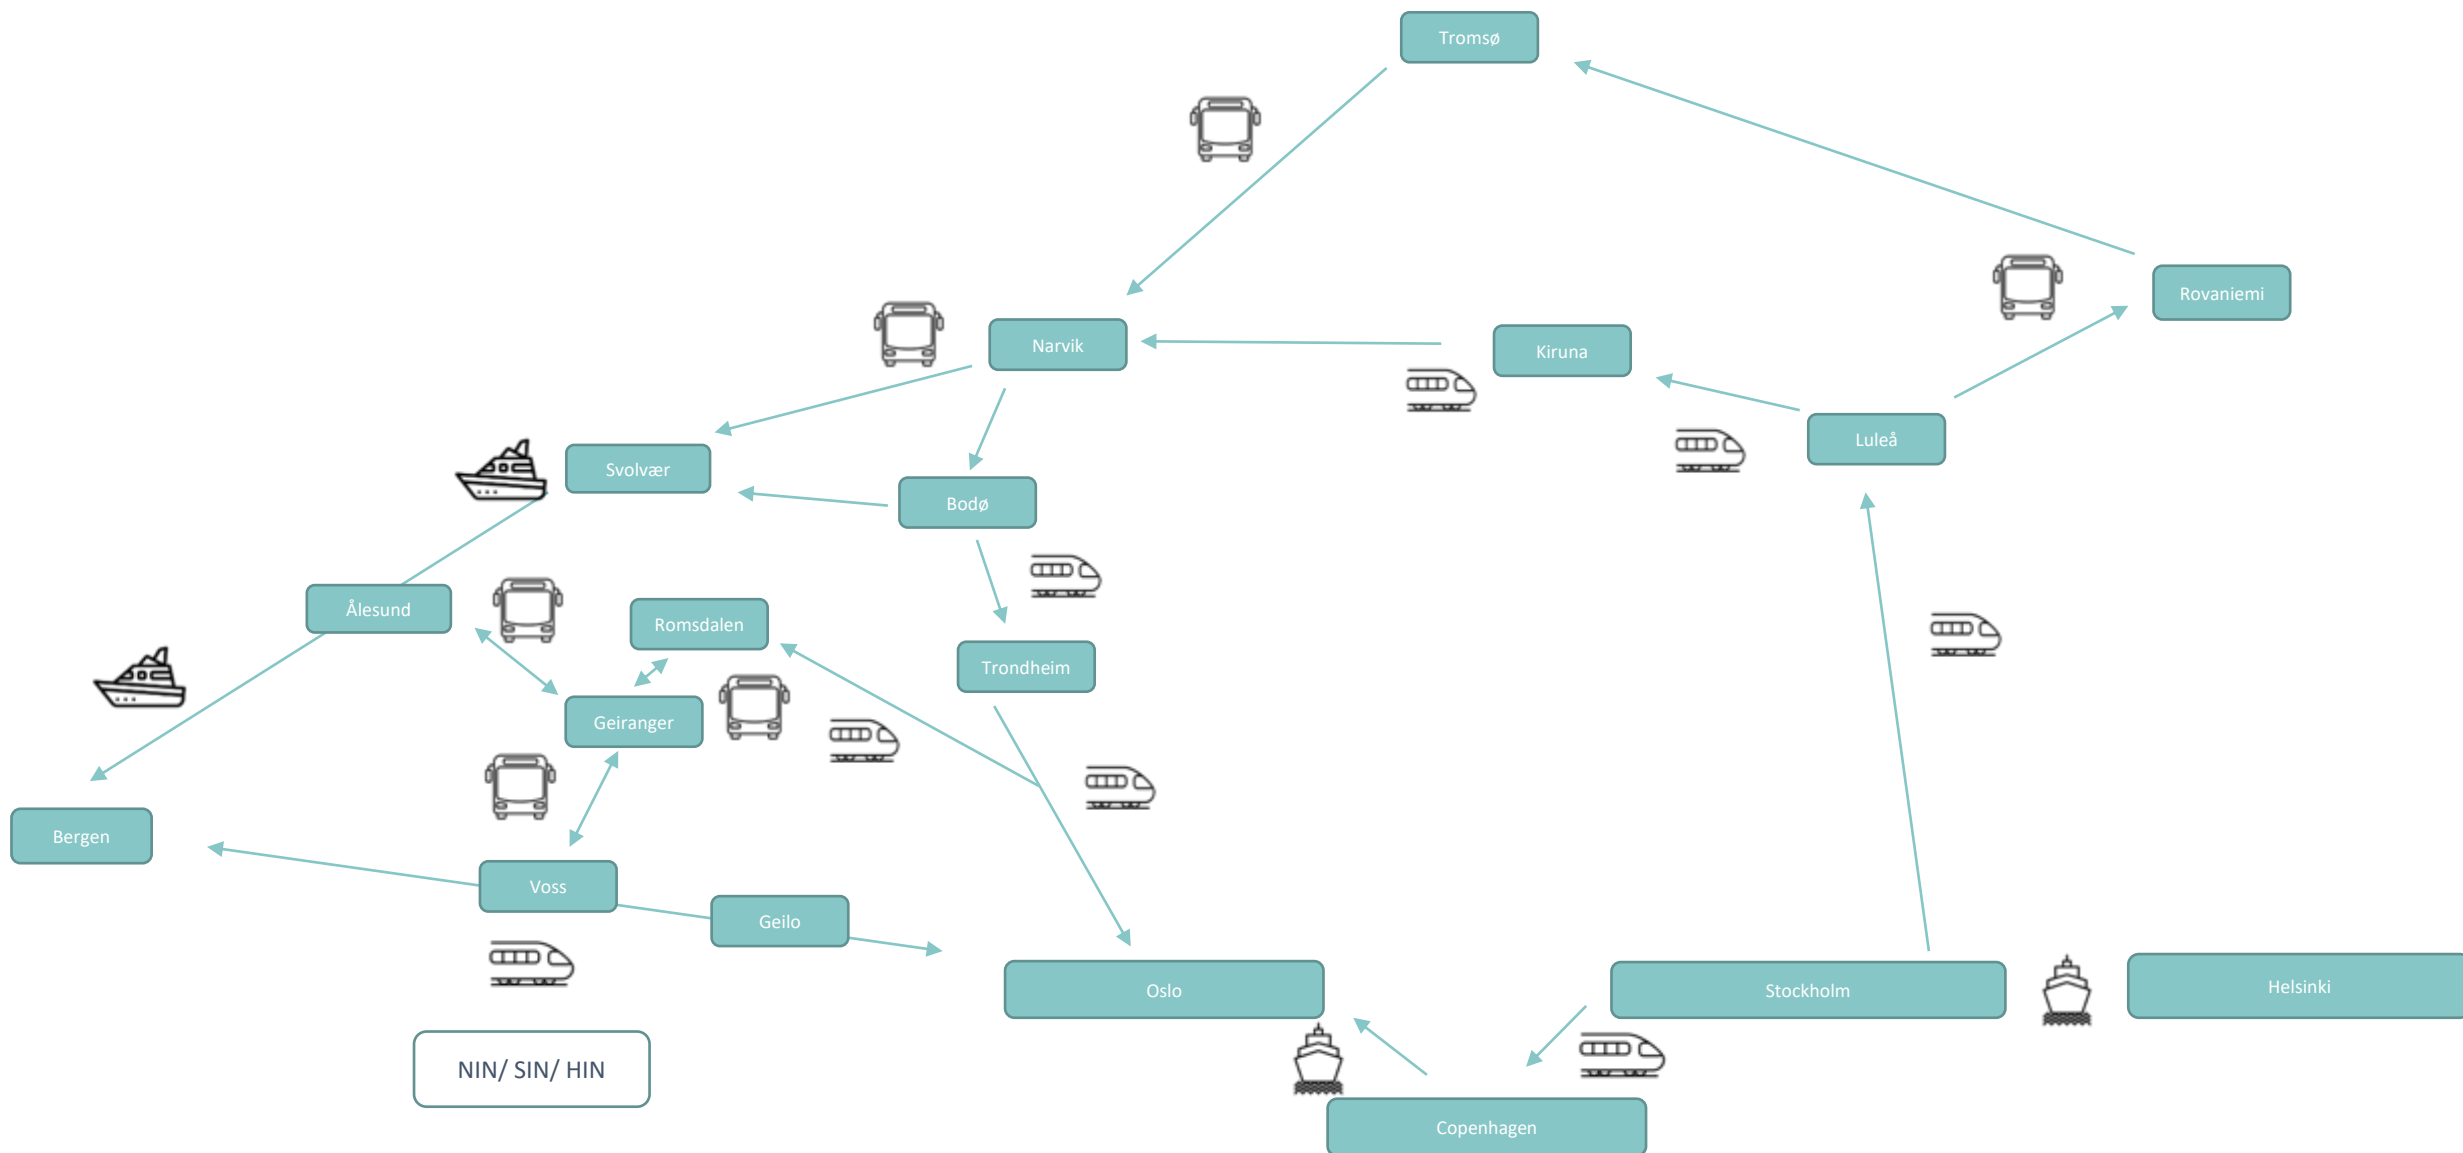 Tromsø
Rovaniemi
Narvik
Kiruna
Luleå
Svolvær
Bodø
Ålesund
Romsdalen
Trondheim
Geiranger
Bergen
Voss
Geilo
Oslo
Stockholm
Helsinki
NIN/ SIN/ HIN
Copenhagen